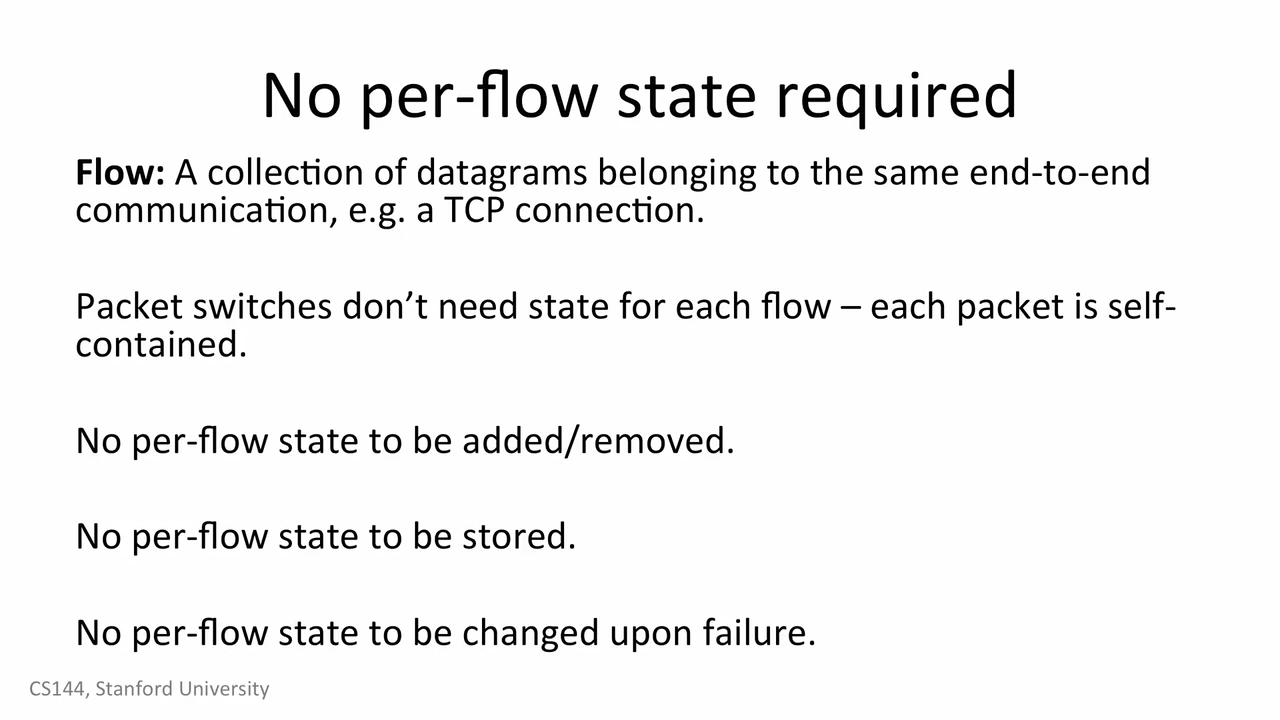 No per-flow state required
Flow: A collection of datagrams belonging to the same end-to-end
communication, e.g. a TCP connection.
Packet switches don’t need state for each flow – each packet is self-
contained.
No per-flow state to be added/removed.
No per-flow state to be stored.
No per-flow state to be changed upon failure.
CS144, Stanford University